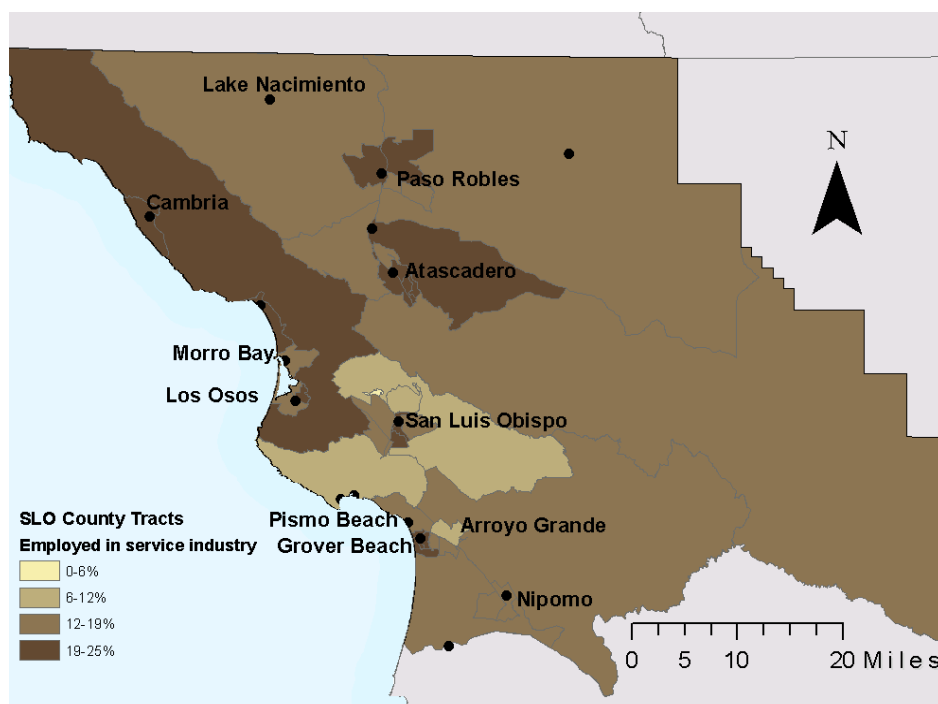 Lake Nacimiento
N
Paso Robles
Cambria
Atascadero
Morro Bay
Los Osos
San Luis Obispo
Pismo Beach
Arroyo Grande
Grover Beach
Nipomo
SLO County Tracts
Employed in service industry
0-6%
6-12%
12-19%
19-25%
0 5 10 20 Miles